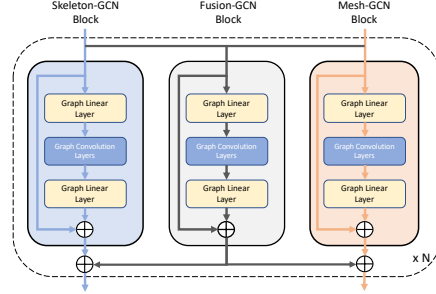 Skeleton-GCN
Block
Fusion-GCN
Block
Mesh-GCN
Block
Graph Linear
Layer
Graph Convolution
Layers
Graph Linear
Layer
Graph Linear
Layer
Graph Convolution
Layers
Graph Linear
Layer
Graph Linear
Layer
Graph Convolution
Layers
Graph Linear
Layer
x N